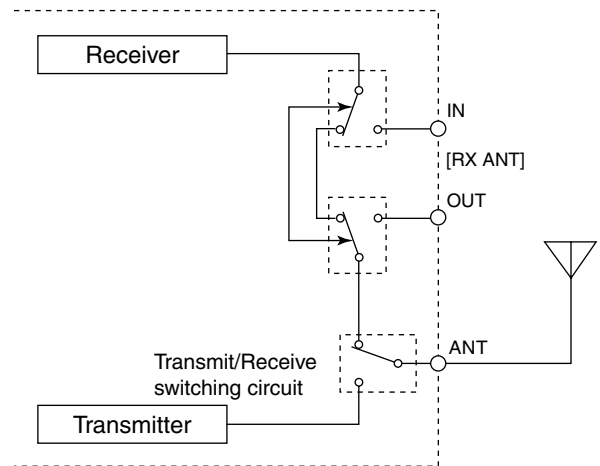 Receiver
IN
[RX ANT]
OUT
ANT
Transmit/Receive
switching circuit
Transmitter